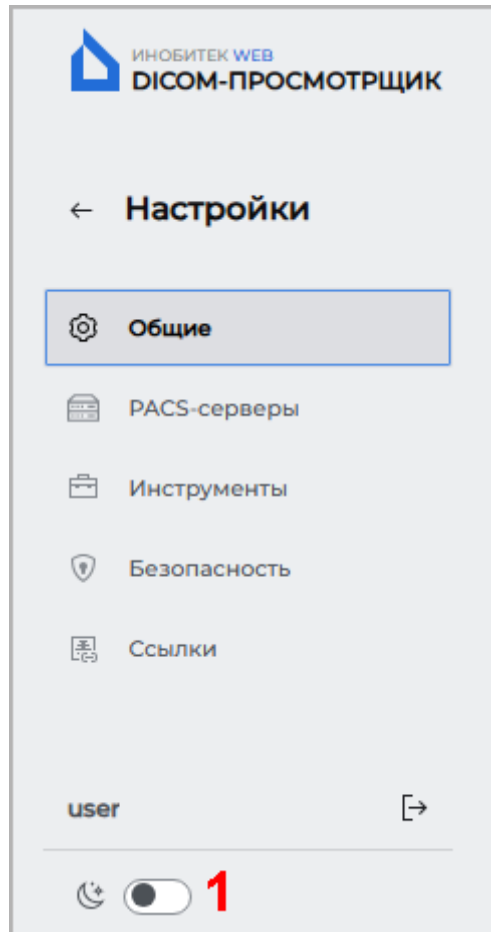 ИНОБИТЕК WEB
DICOM-ПРОСМОТРЩИК
Настройки
Общие
PACS-серверы
Инструменты
Безопасность
Ссылки
user
1